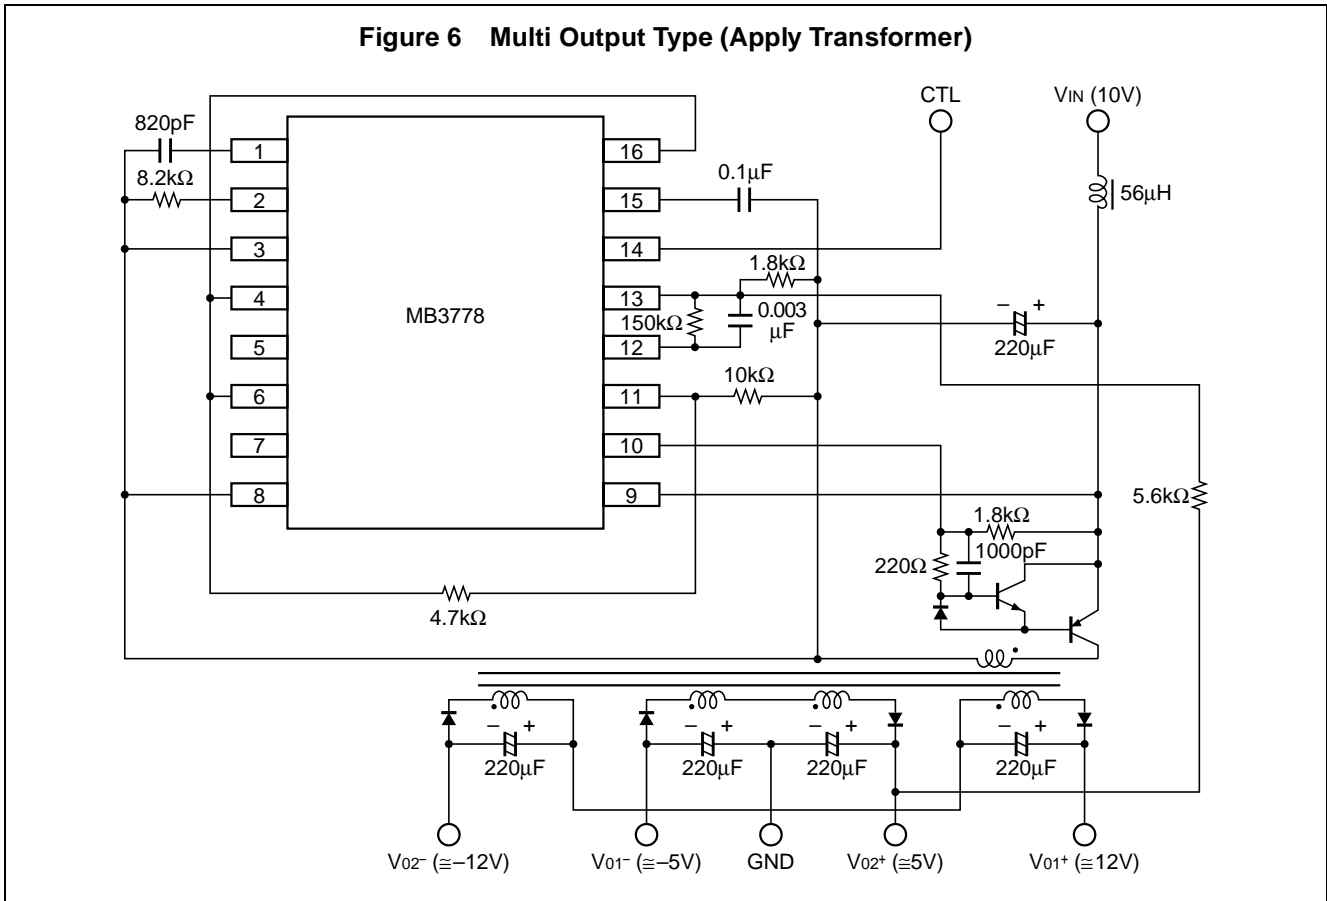 Figure 6 Multi Output Type (Apply Transformer)
CTL
VIN (10V)
820pF
1
16
8.2kΩ
0.1μF
2
15
56μH
3
14
1.8kΩ
4
13
MB3778
150kΩ
0.003
μF
– +
5
12
220μF
10kΩ
6
11
7
10
8
9
5.6kΩ
1.8kΩ
1000pF
220Ω
4.7kΩ
– +
– +
– +
– +
220μF
220μF
220μF
220μF
V02– (≅–12V)
V01– (≅–5V)
GND
V02+ (≅5V)
V01+ (≅12V)